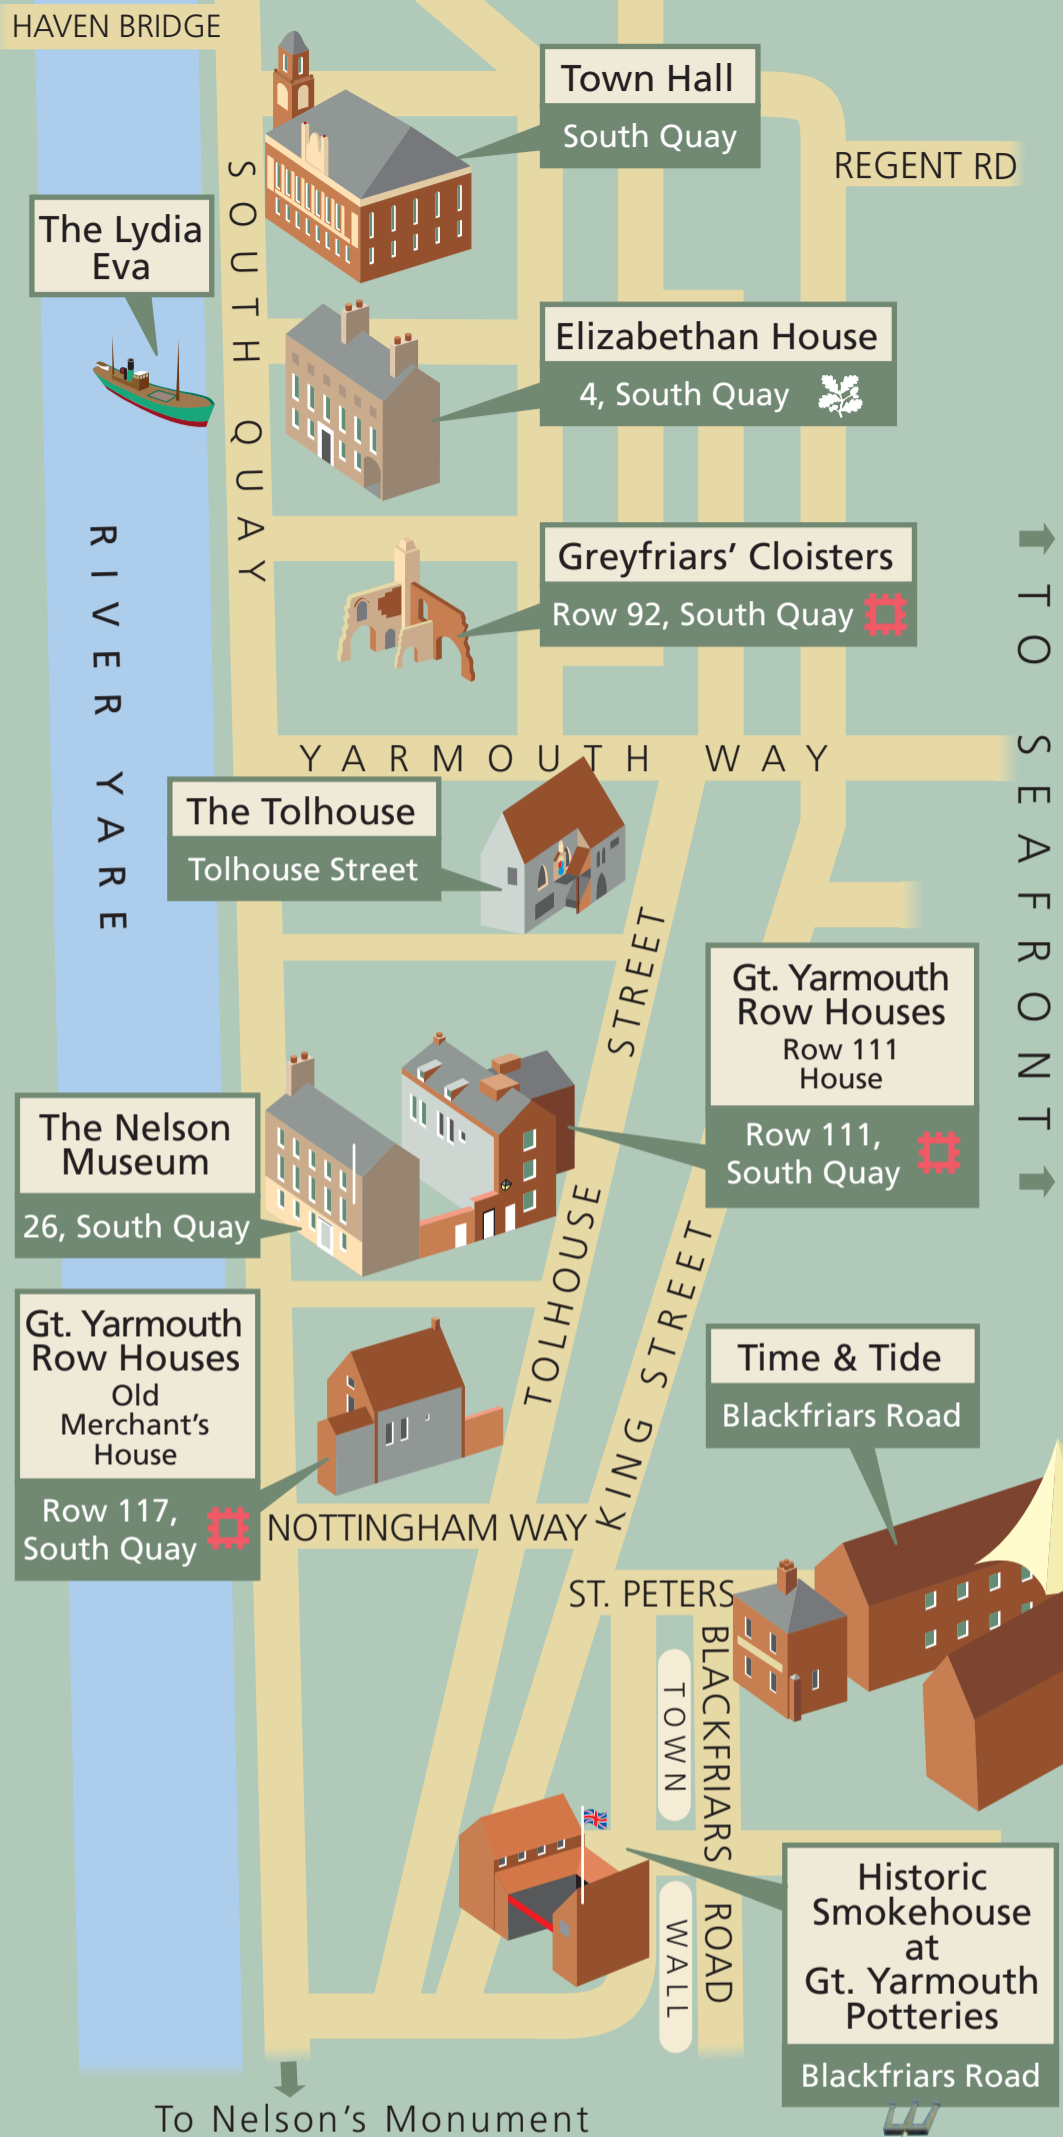 HAVEN BRIDGE
Town Hall
South Quay
REGENT RD
The Lydia
Eva
SOUTH QUAY
Elizabethan House
4, South Quay
RIVER YARE
Greyfriars’ Cloisters
Row 92, South Quay
TO SEAFRONT
YARMOUTH WAY
The Tolhouse
Tolhouse Street
Gt. Yarmouth
Row Houses
Row 111
House
Row 111,
South Quay
The Nelson
Museum
26, South Quay
TOLHOUSE STREET
KING STREET
Gt. Yarmouth
Row Houses
Old
Merchant’s
House
Row 117,
South Quay
Time & Tide
Blackfriars Road
NOTTINGHAM WAY
ST. PETERS
BLACKFRIARS ROAD
TOWN
WALL
Historic
Smokehouse
at
Gt. Yarmouth
Potteries
Blackfriars Road
To Nelson’s Monument